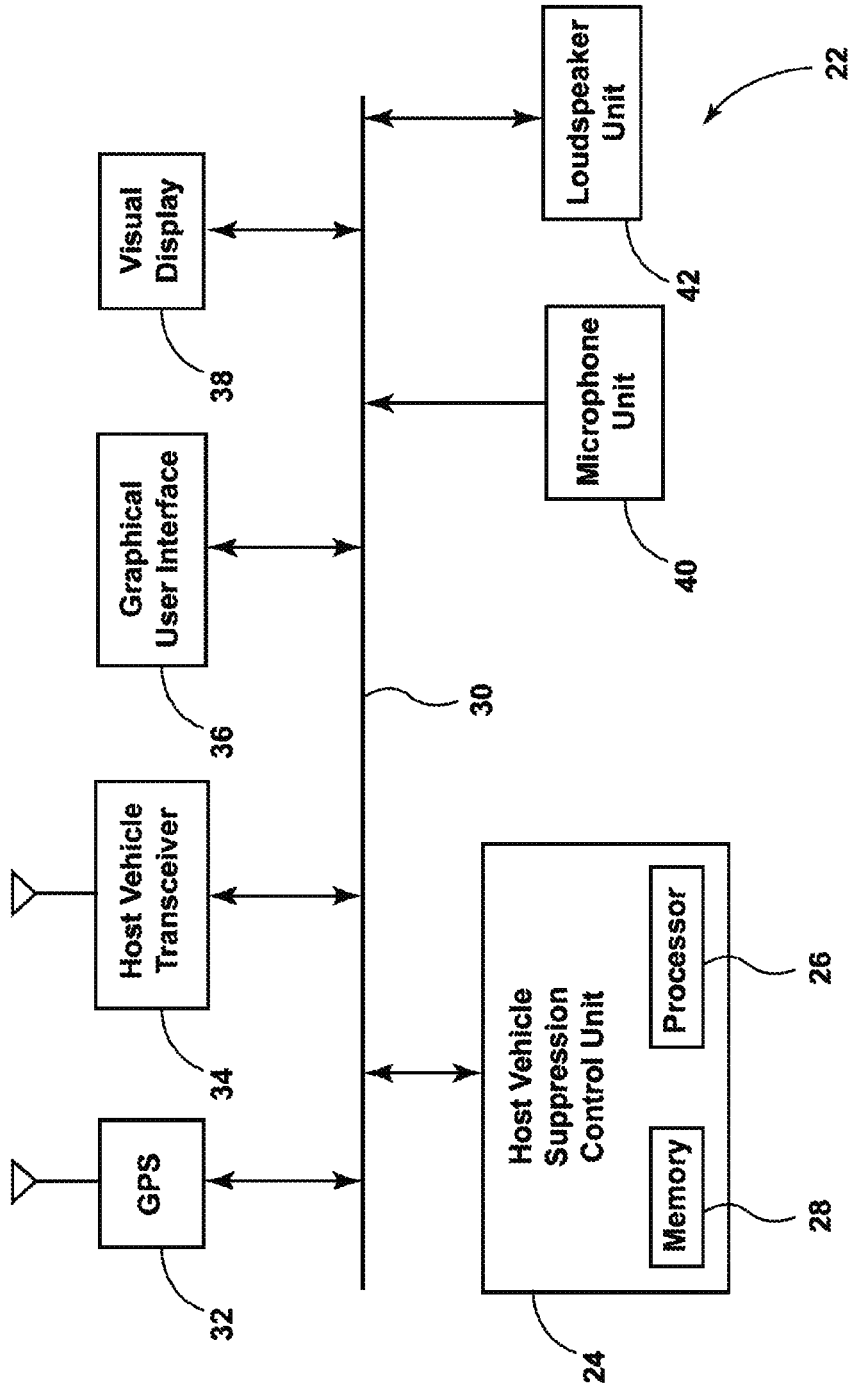 GPS
32
Host Vehicle
Transceiver
34
Graphical
User Interface
36
Visual
Display
38
30
Host Vehicle
Suppression
Control Unit
Memory
Processor
24
28
26
Microphone
Unit
40
Loudspeaker
Unit
42
22